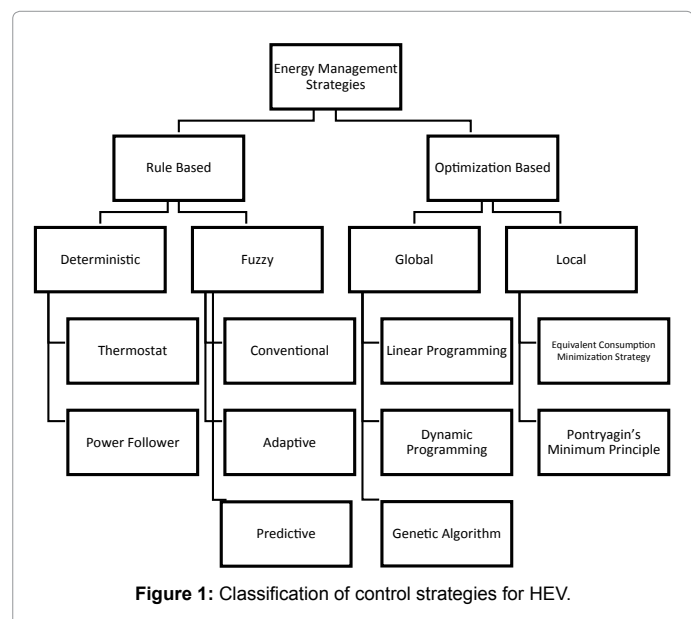 Energy Management
Strategies
Rule Based
Optimization Based
Deterministic
Fuzzy
Global
Local
Thermostat
Conventional
Linear Programming
Equivalent Consumption
Minimization Strategy
Power Follower
Adaptive
Dynamic
Programming
Pontryagin's
Minimum Principle
Predictive
Genetic Algorithm
Figure 1: Classification of control strategies for HEV.